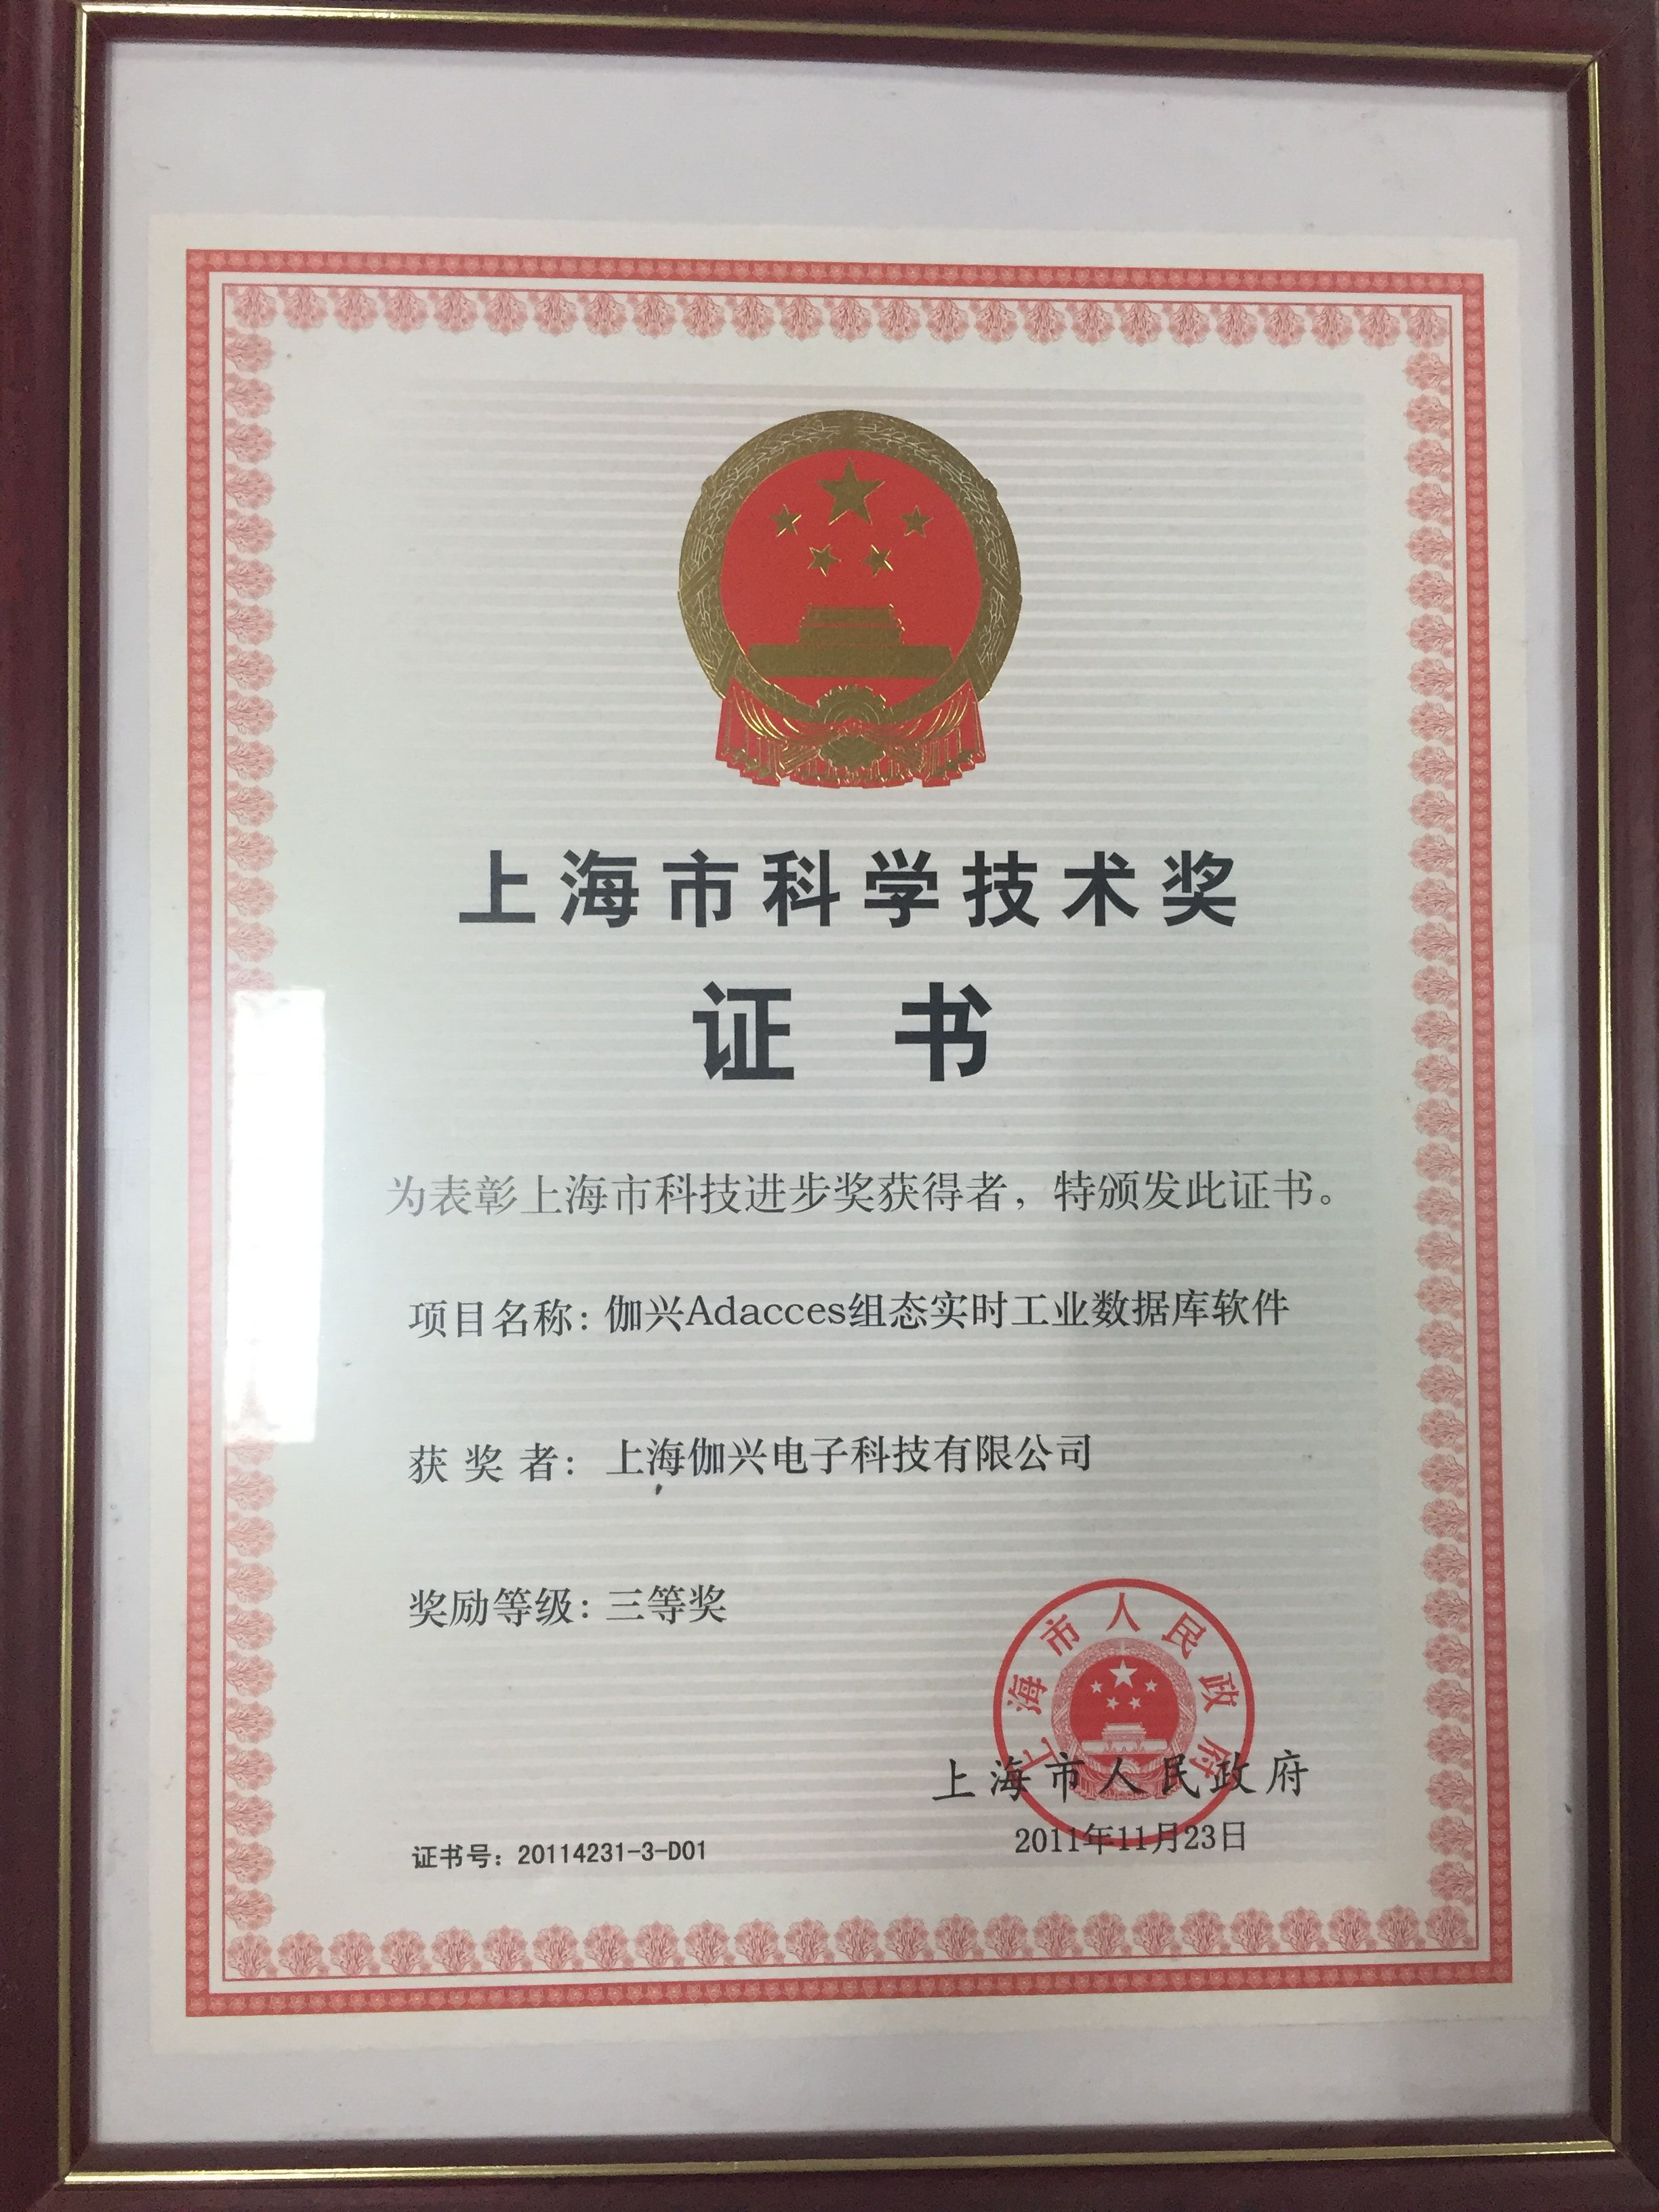 上海市科学技术奖
证书
为表彰上海市科技进步奖获得者，特颁发此证书。
项目名称：伽兴Adacces组态实时工业数据库软件
获奖者：上海伽兴电子科技有限公司
奖励等级：三等奖
上海市人民政府
上海市人民政府
2011年11月23日
证书号：20114231-3-D01